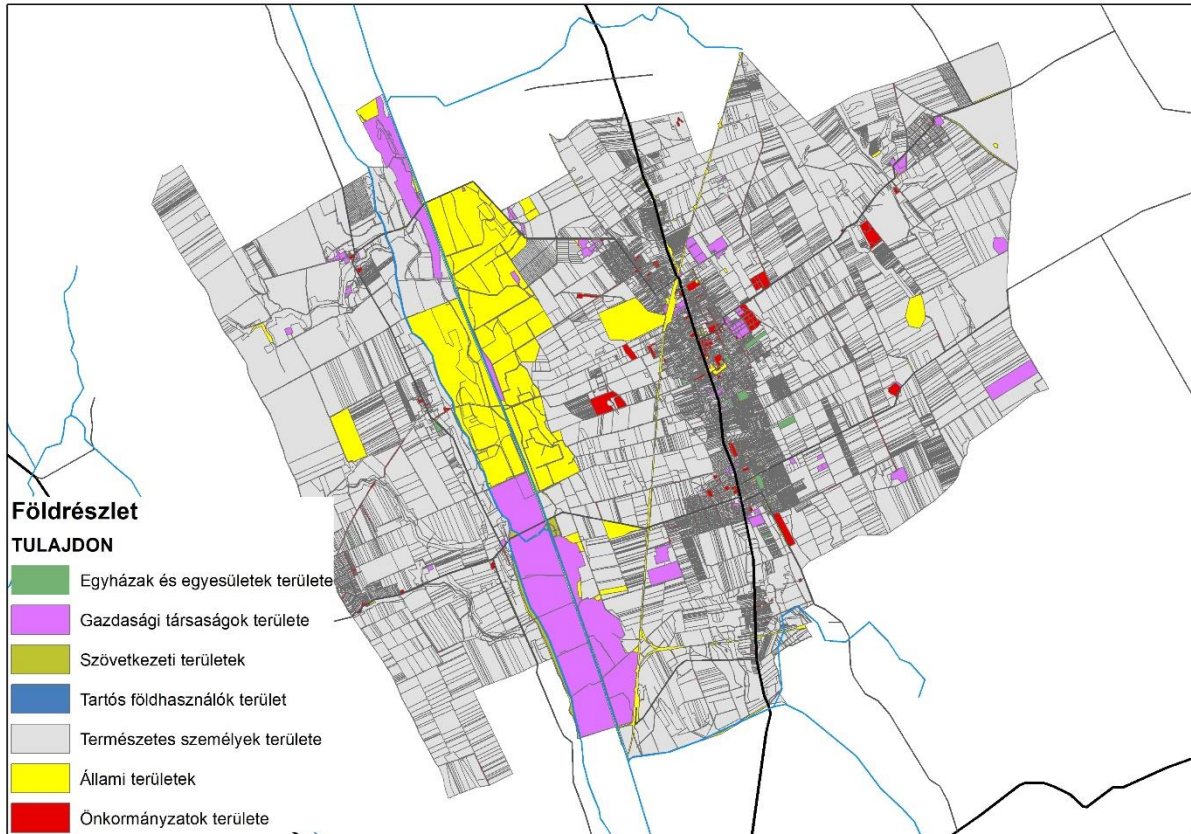 Földrészlet
TULAJDON
Egyházak és egyesületek területe
Gazdasági társaságok területe
Szövetkezeti területek
Tartós földhasználók terület
Természetes személyek területe
Állami területek
Önkormányzatok területe